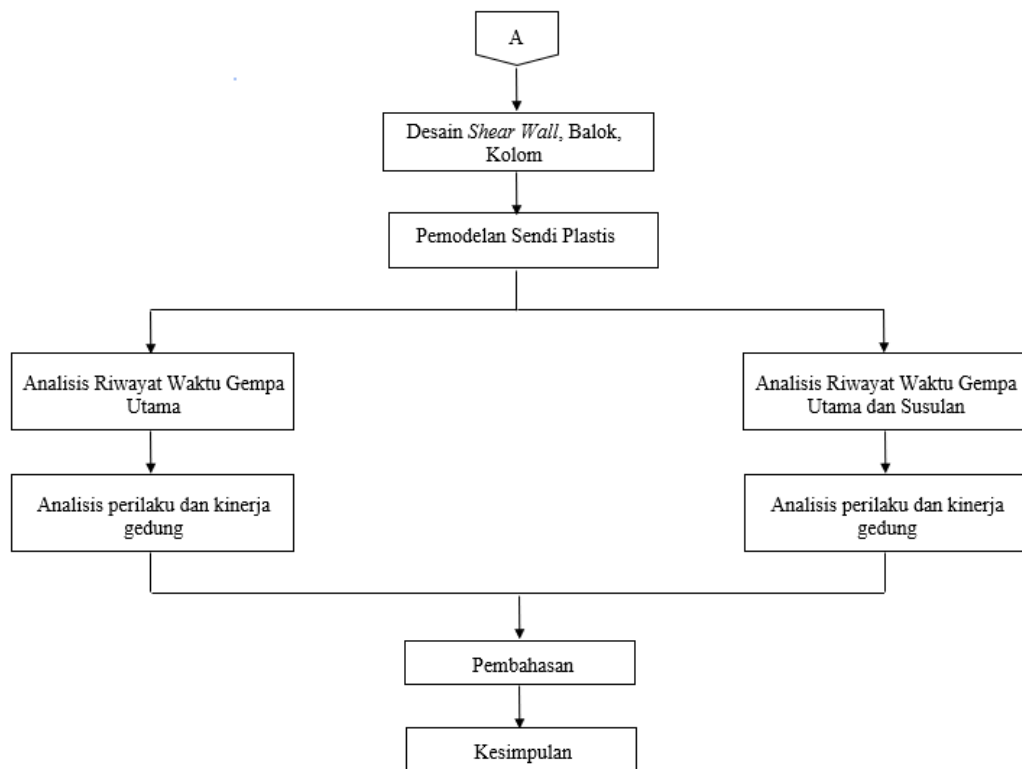 A
Desain Shear Wall, Balok,
Kolom
Pemodelan Sendi Plastis
Analisis Riwayat Waktu Gempa
Utama
Analisis Riwayat Waktu Gempa
Utama dan Susulan
Analisis perilaku dan kinerja
gedung
Analisis perilaku dan kinerja
gedung
Pembahasan
Kesimpulan